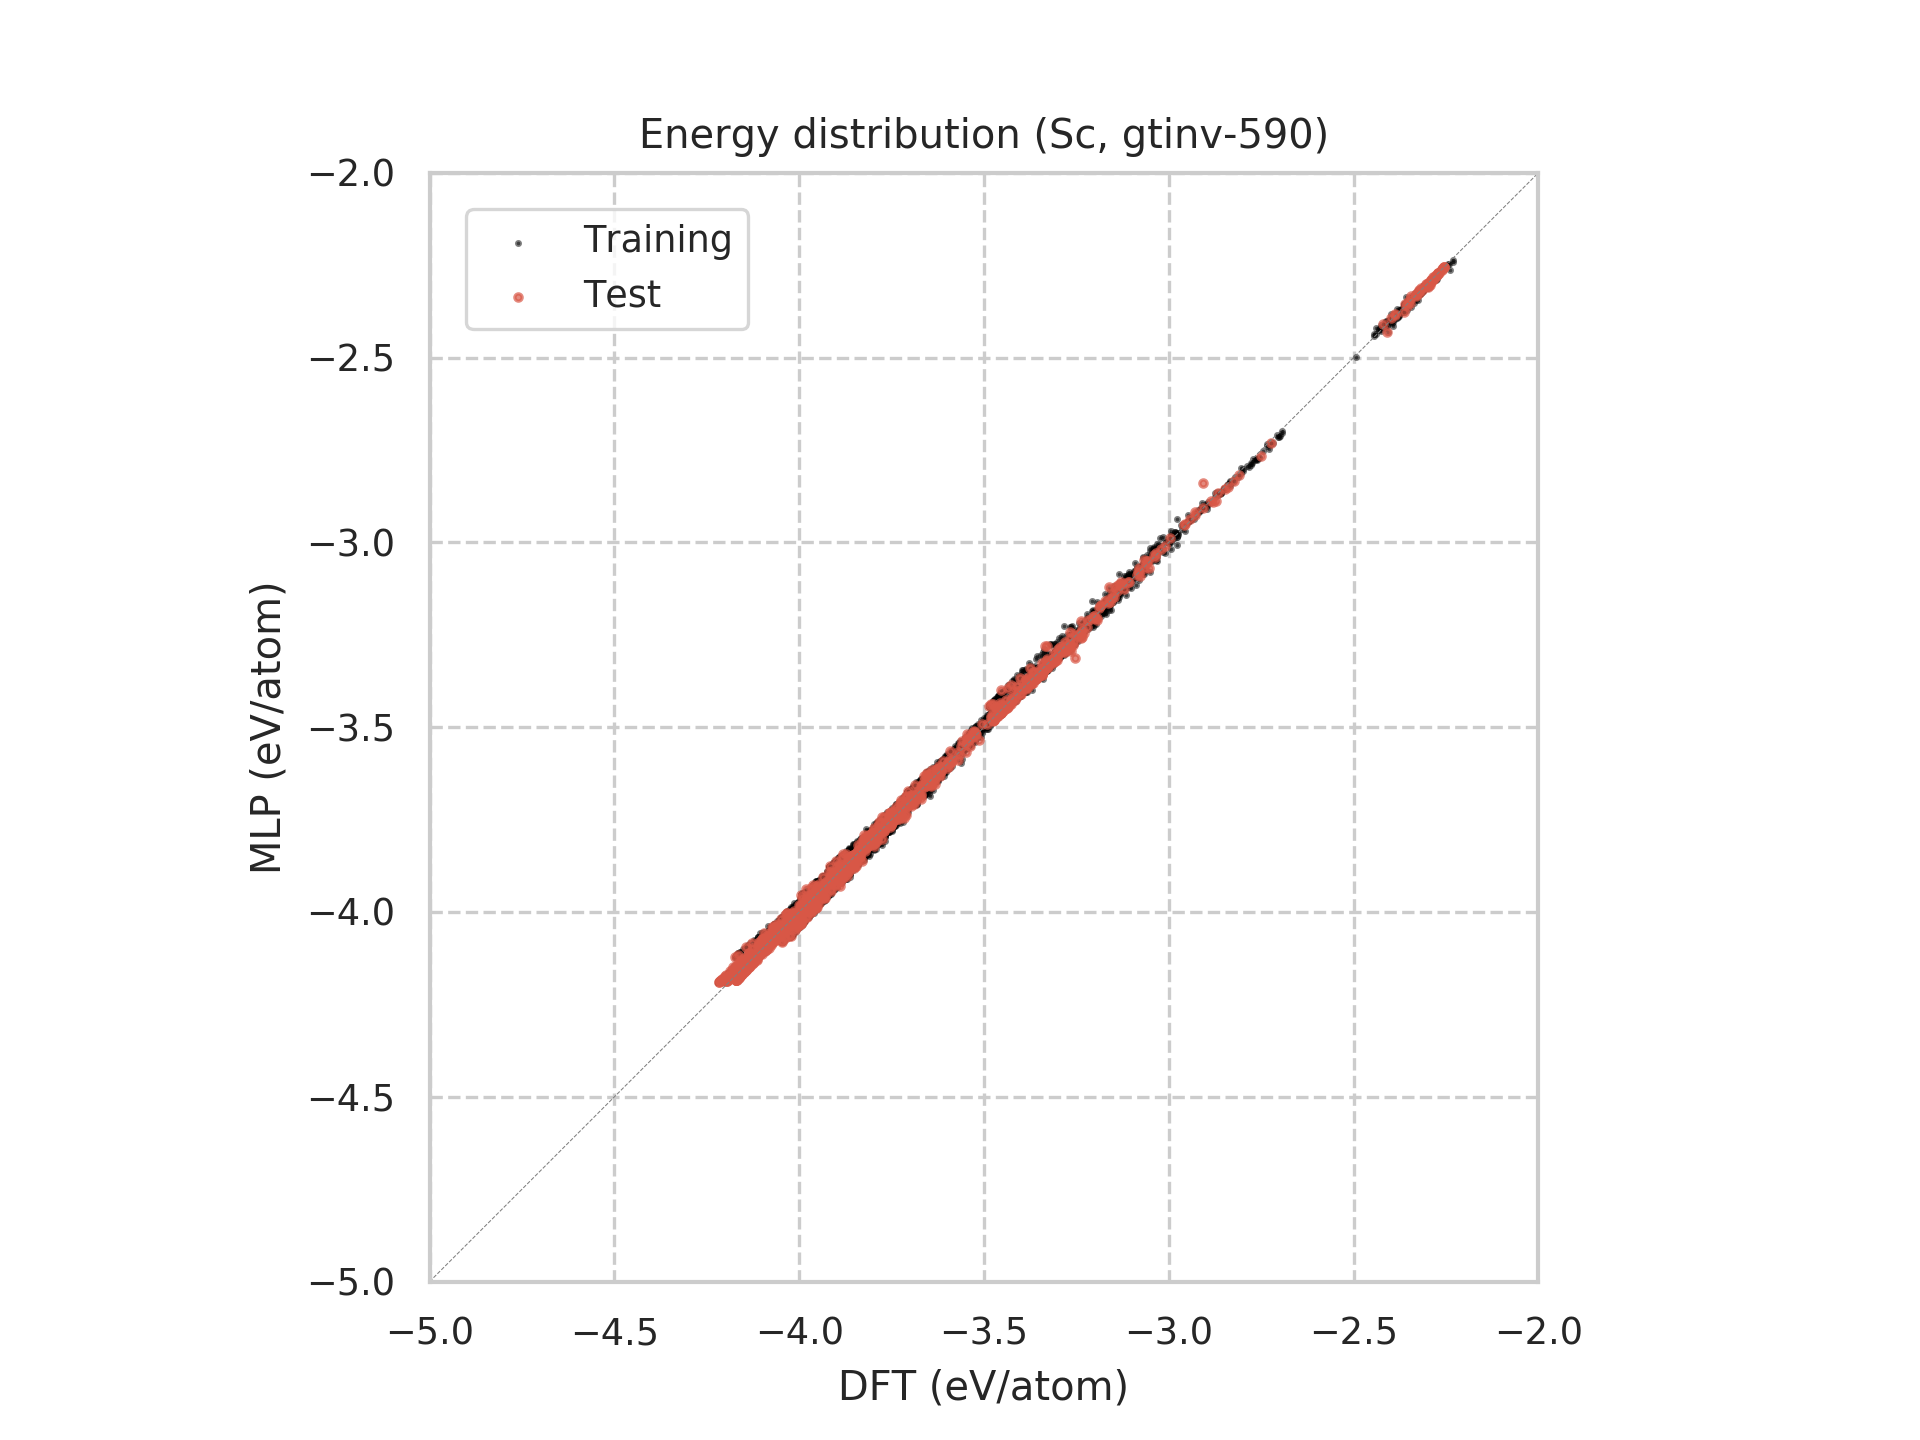 Energy distribution (Sc, gtinv-590)
−2.0
−2.5
−3.0
−3.5
−4.0
−4.5
−5.0
MLP (eV/atom)
Training
Test
−5.0 −4.5 −4.0 −3.5 −3.0 −2.5 −2.0
DFT (eV/atom)